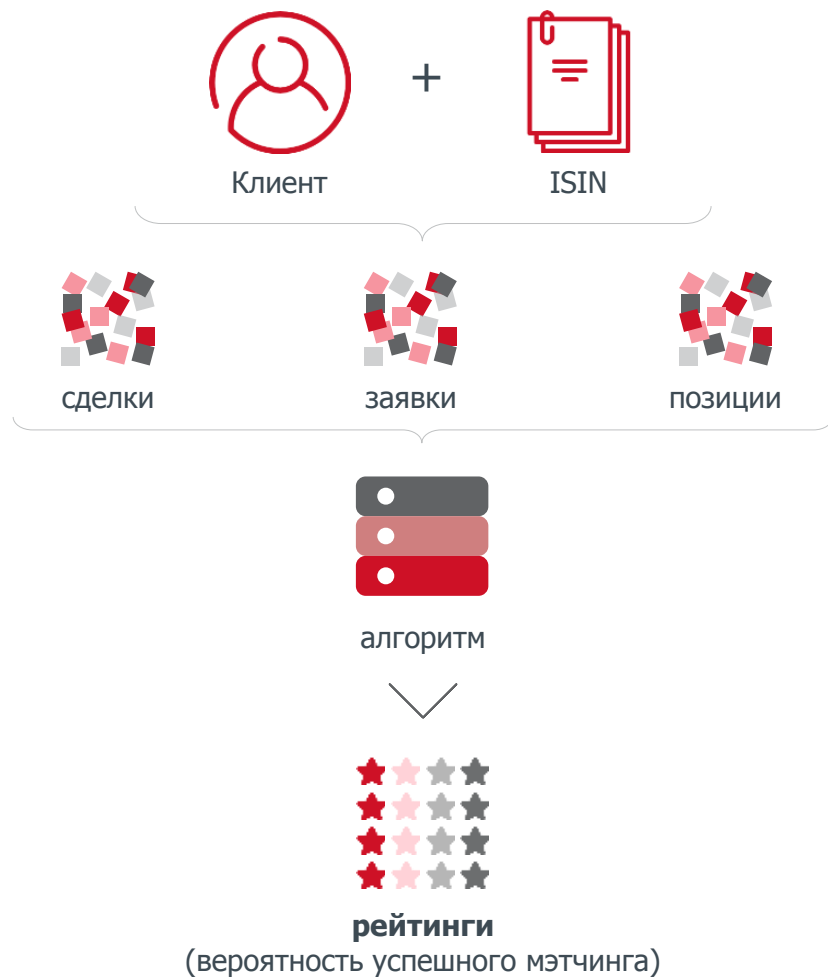 +
Клиент
ISIN
сделки
заявки
позиции
алгоритм
рейтинги
(вероятность успешного мэтчинга)